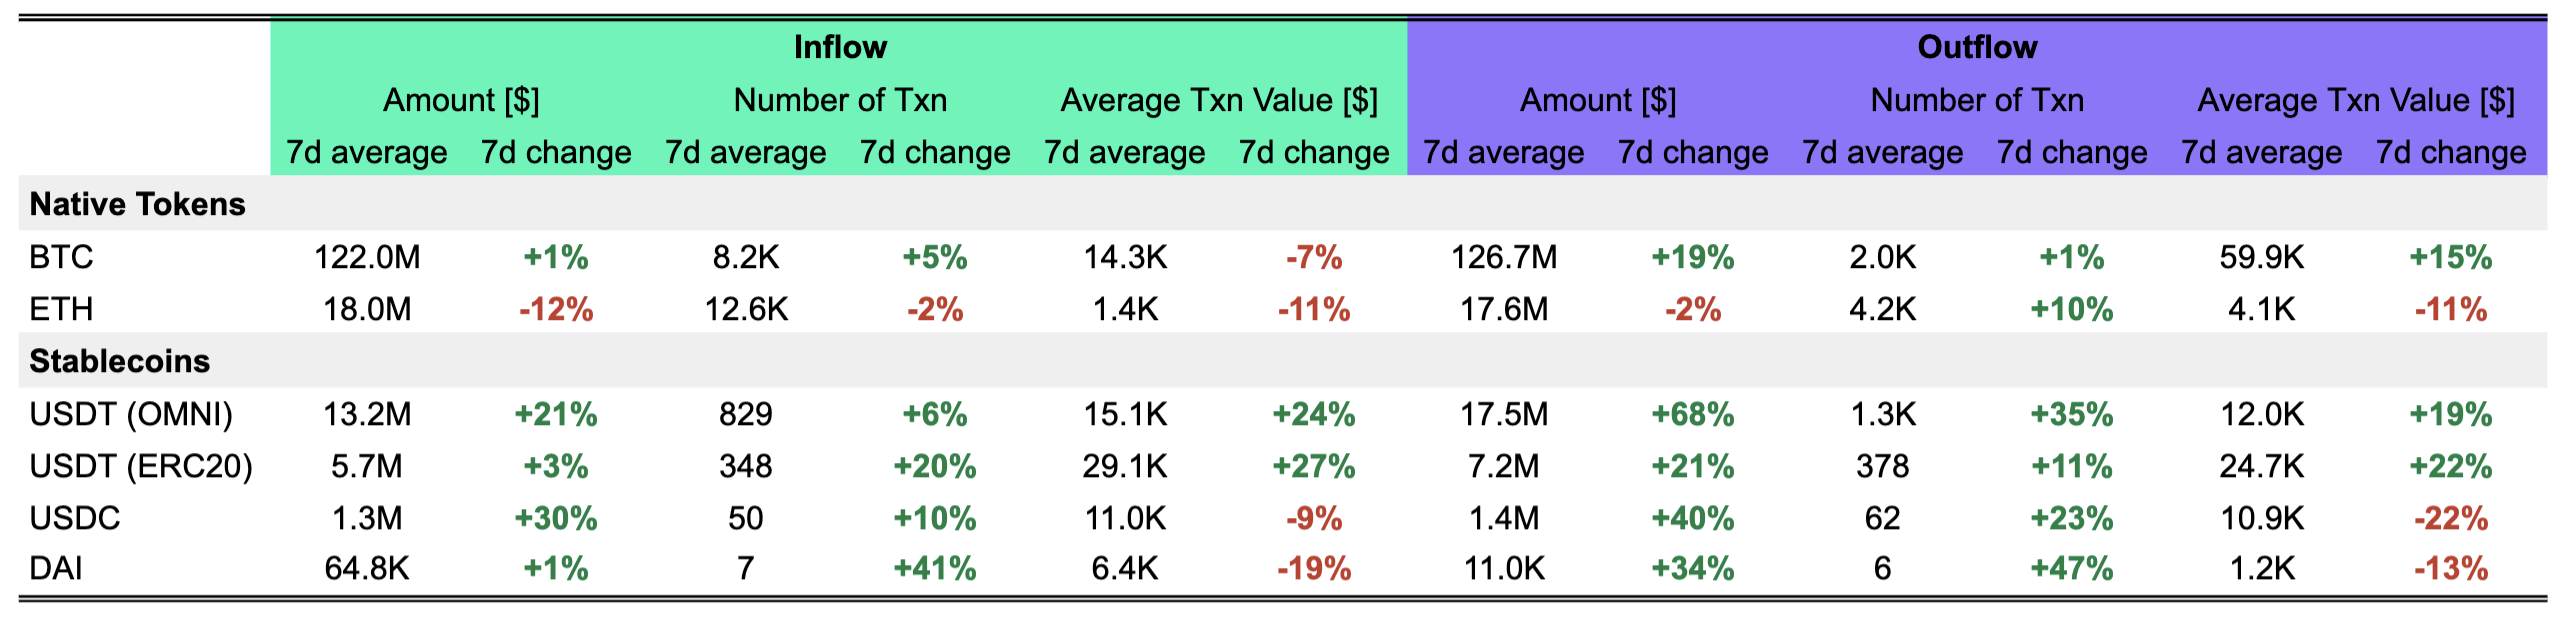 Inflow Outflow
Amount [$] Number of Txn Average Txn Value [$] Amount [$] Number of Txn Average Txn Value [$]
7d average 7d change 7d average 7d change 7d average 7d change 7d average 7d change 7d average 7d change 7d average 7d change
Native Tokens
BTC 122.0M +1% 8.2K +5% 14.3K -7% 126.7M +19% 2.0K +1% 59.9K +15%
ETH 18.0M -12% 12.6K -2% 1.4K -11% 17.6M -2% 4.2K +10% 4.1K -11%
Stablecoins
USDT (OMNI) 13.2M +21% 829 +6% 15.1K +24% 17.5M +68% 1.3K +35% 12.0K +19%
USDT (ERC20) 5.7M +3% 348 +20% 29.1K +27% 7.2M +21% 378 +11% 24.7K +22%
USDC 1.3M +30% 50 +10% 11.0K -9% 1.4M +40% 62 +23% 10.9K -22%
DAI 64.8K +1% 7 +41% 6.4K -19% 11.0K +34% 6 +47% 1.2K -13%